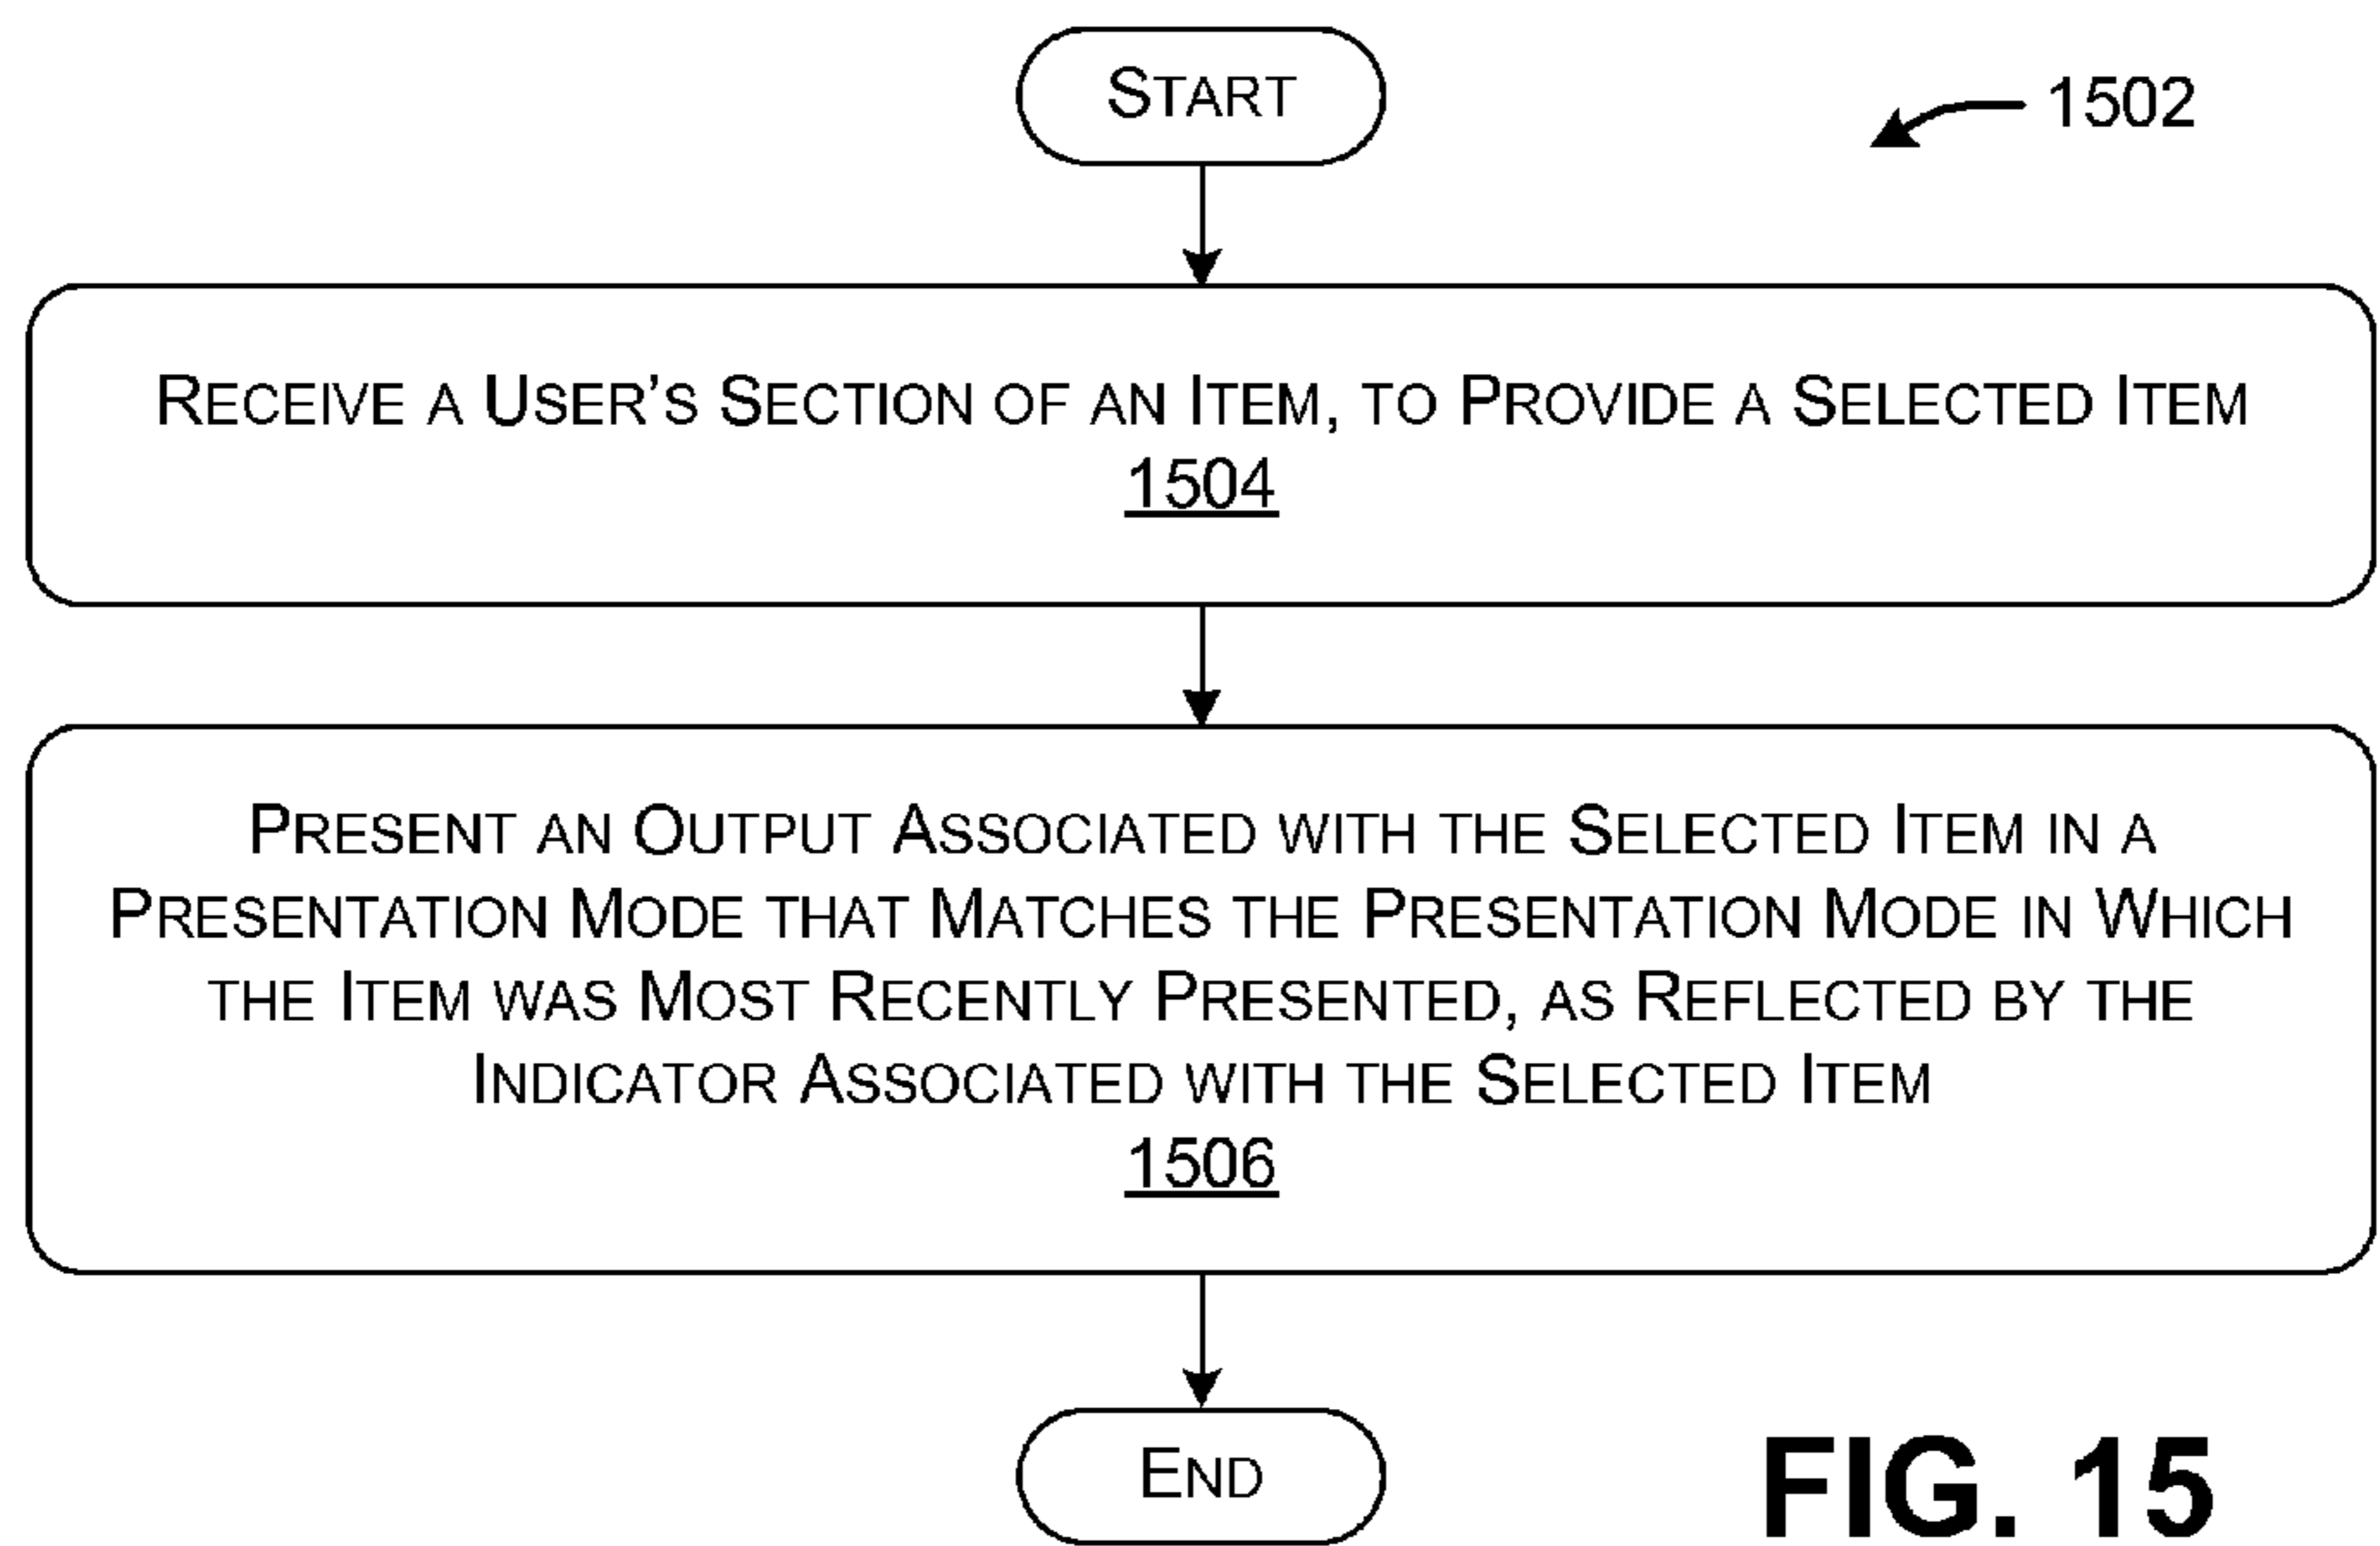 START
1502
RECEIVE A USER'S SECTION OF AN ITEM, TO PROVIDE A SELECTED ITEM
1504
PRESENT AN OUTPUT ASSOCIATED WITH THE SELECTED ITEM IN A
PRESENTATION MODE THAT MATCHES THE PRESENTATION MODE IN WHICH
THE ITEM WAS MOST RECENTLY PRESENTED, AS REFLECTED BY THE
INDICATOR ASSOCIATED WITH THE SELECTED ITEM
1506
END
FIG. 15